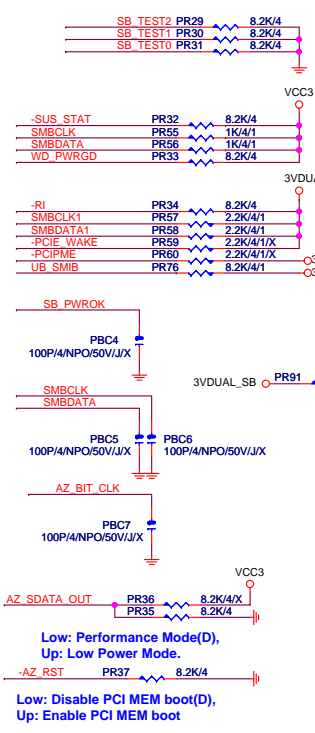 SB_TEST2 PR29 8.2K/4
SB_TEST1 PR30 8.2K/4
SB_TEST0 PR31 8.2K/4
VCC3
-SUS_STAT PR32 8.2K/4
SMBCLK PR55 1K/4/1
SMBDATA PR56 1K/4/1
WD_PWRGD PR33 8.2K/4
3VDUA
-RI PR34 8.2K/4
SMBCLK1 PR57 2.2K/4/1
SMBDATA1 PR58 2.2K/4/1
-PCIE_WAKE PR59 2.2K/4/1/X
-PCIPME PR60 2.2K/4/1/X 3
UB_SMIB PR76 8.2K/4/1 3
SB_PWROK
PBC4
100P/4/NPO/50V/J/X
3VDUAL_SB PR91
SMBCLK
SMBDATA
PBC5 PBC6
100P/4/NPO/50V/J/X 100P/4/NPO/50V/J/X
AZ_BIT_CLK
PBC7
100P/4/NPO/50V/J/X
VCC3
AZ_SDATA_OUT PR36 8.2K/4/X
PR35 8.2K/4
Low: Performance Mode(D),
Up: Low Power Mode.
-AZ_RST PR37 8.2K/4
Low: Disable PCI MEM boot(D),
Up: Enable PCI MEM boot